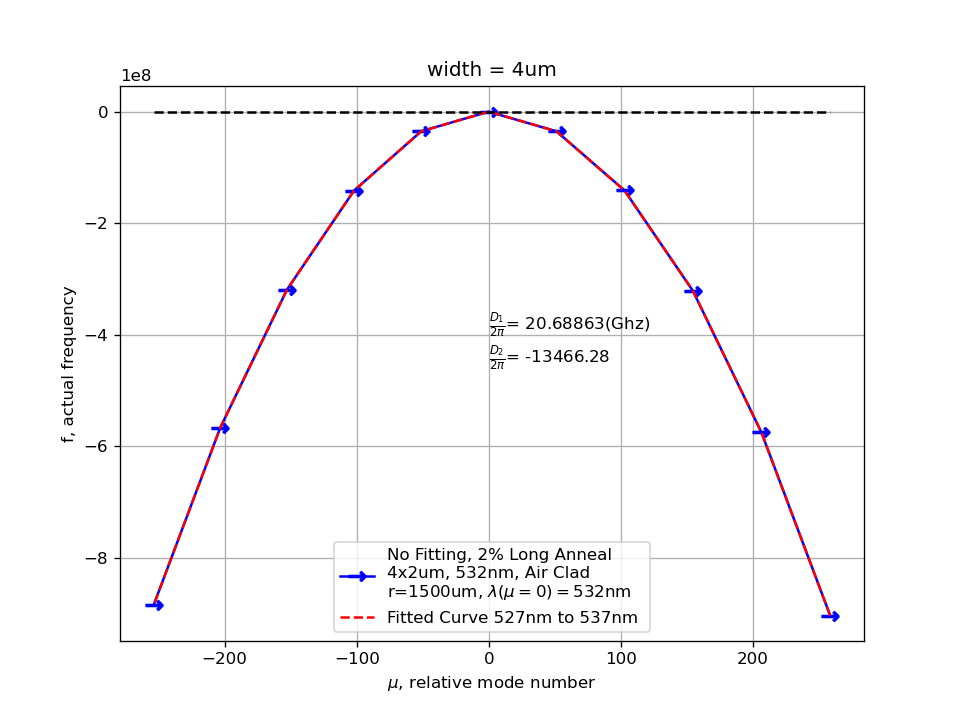 width = 4um
1e8
0
−2
−4
−6
−8
f, actual frequency
D₁/2π = 20.68863(Ghz)
D₂/2π = -13466.28
No Fitting, 2% Long Anneal
4x2um, 532nm, Air Clad
r=1500um, λ(μ = 0) = 532nm
Fitted Curve 527nm to 537nm
−200 −100 0 100 200
μ, relative mode number